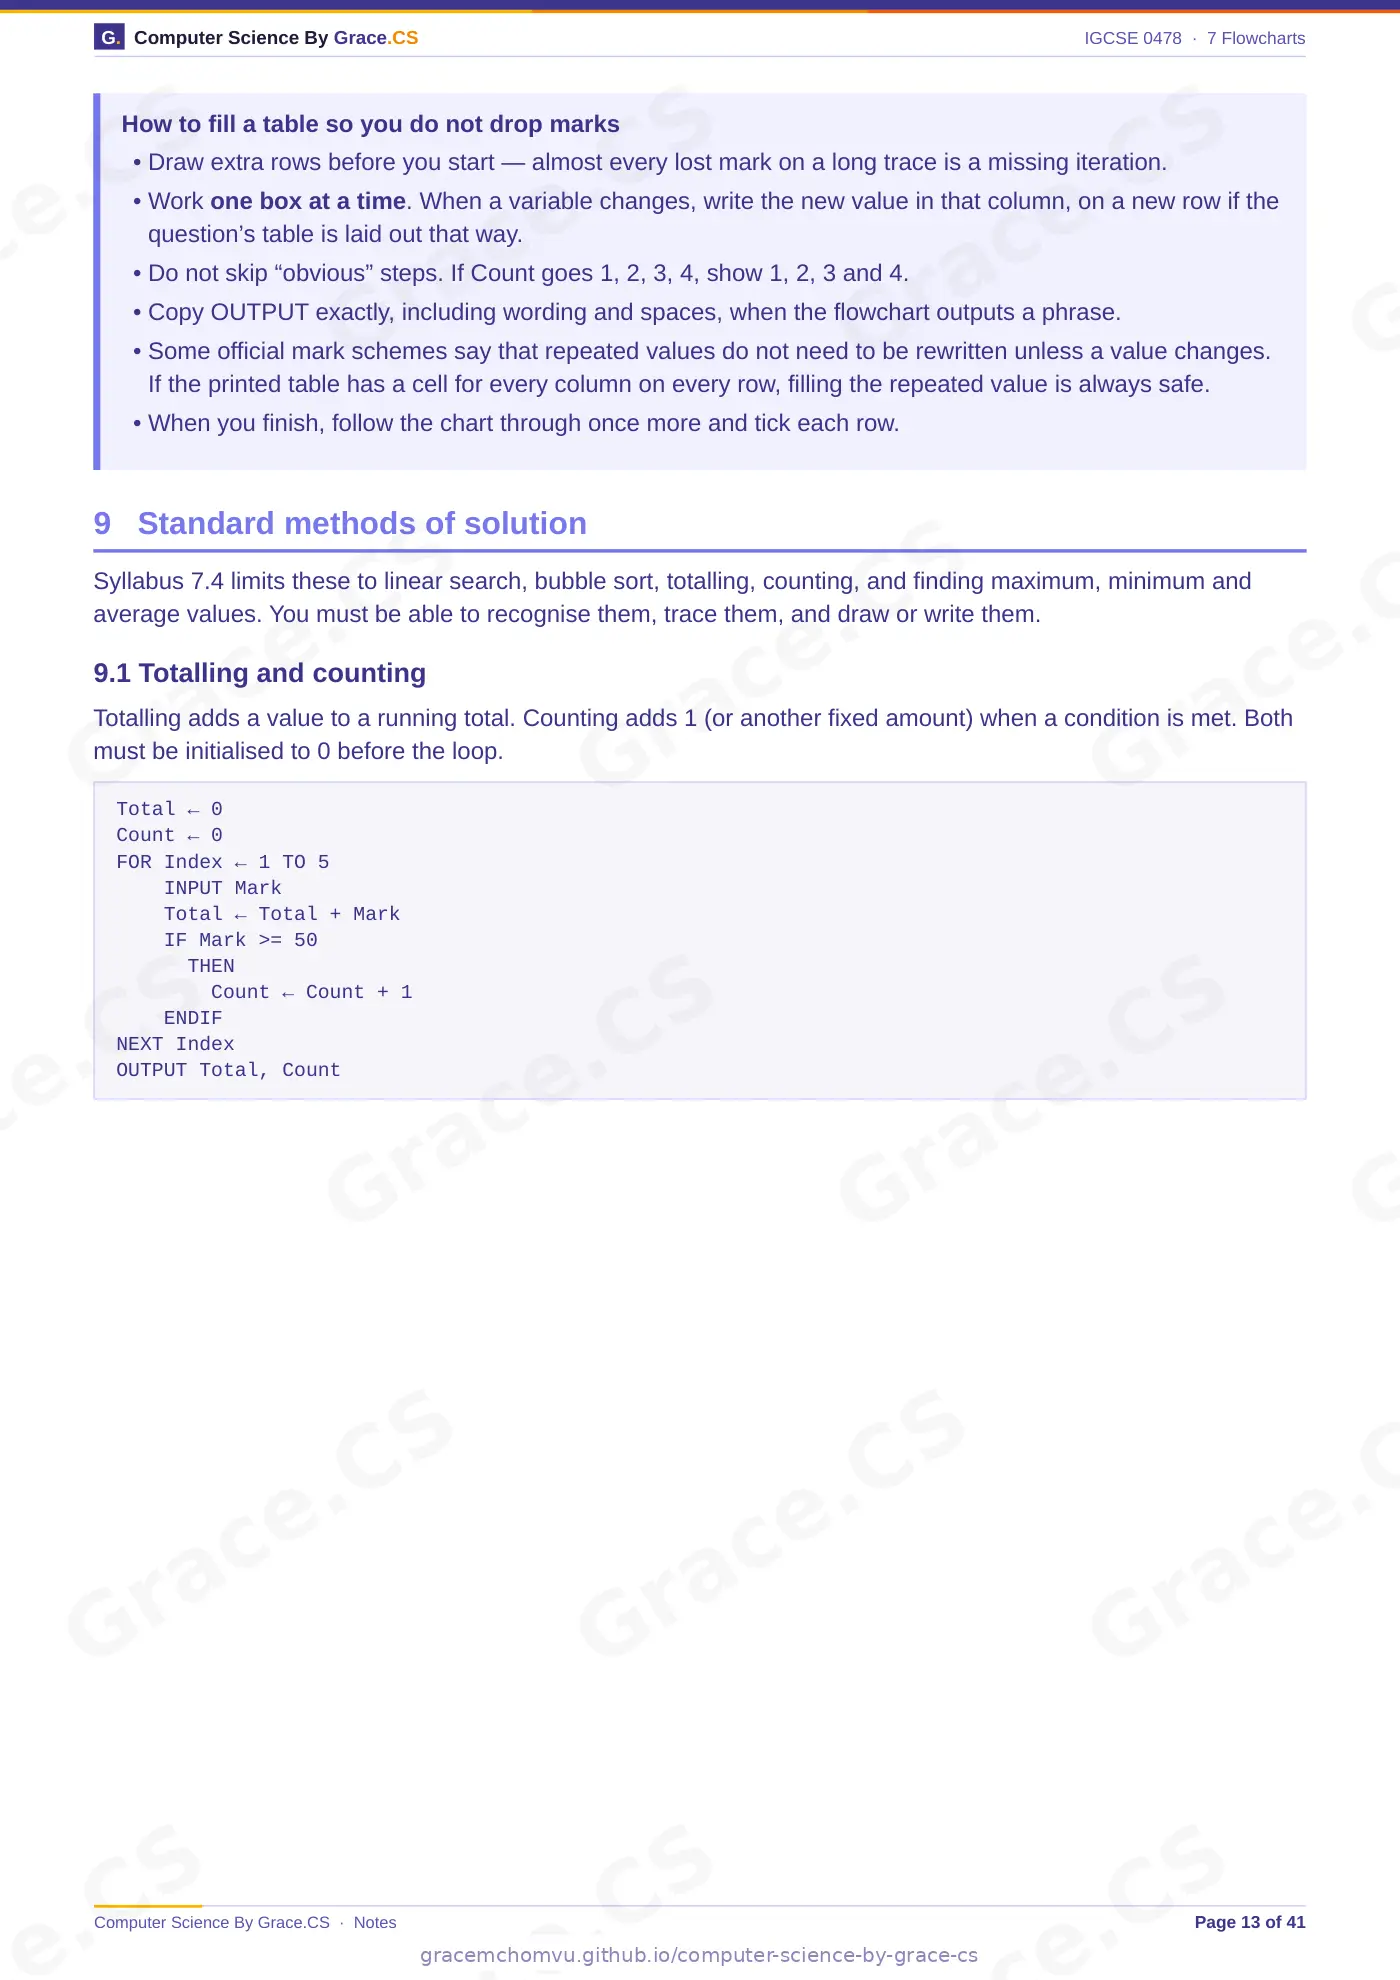 G. Computer Science By Grace.CS
IGCSE 0478 · 7 Flowcharts
How to fill a table so you do not drop marks
• Draw extra rows before you start — almost every lost mark on a long trace is a missing iteration.
• Work one box at a time. When a variable changes, write the new value in that column, on a new row if the
question’s table is laid out that way.
• Do not skip “obvious” steps. If Count goes 1, 2, 3, 4, show 1, 2, 3 and 4.
• Copy OUTPUT exactly, including wording and spaces, when the flowchart outputs a phrase.
• Some official mark schemes say that repeated values do not need to be rewritten unless a value changes.
If the printed table has a cell for every column on every row, filling the repeated value is always safe.
• When you finish, follow the chart through once more and tick each row.
9 Standard methods of solution
Syllabus 7.4 limits these to linear search, bubble sort, totalling, counting, and finding maximum, minimum and
average values. You must be able to recognise them, trace them, and draw or write them.
9.1 Totalling and counting
Totalling adds a value to a running total. Counting adds 1 (or another fixed amount) when a condition is met. Both
must be initialised to 0 before the loop.
Total ← 0
Count ← 0
FOR Index ← 1 TO 5
    INPUT Mark
    Total ← Total + Mark
    IF Mark >= 50
      THEN
        Count ← Count + 1
    ENDIF
NEXT Index
OUTPUT Total, Count
Computer Science By Grace.CS · Notes
Page 13 of 41
gracemchomvu.github.io/computer-science-by-grace-cs